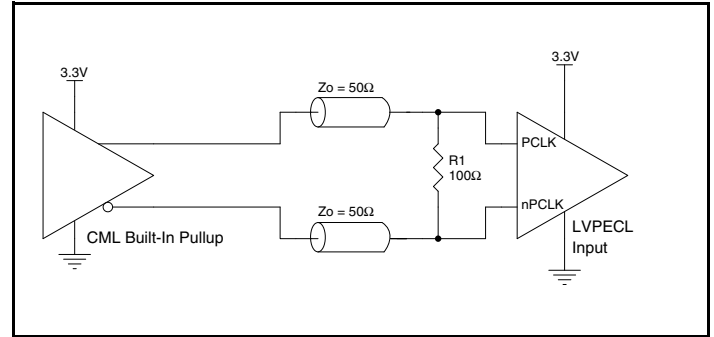 3.3V
3.3V
Zo = 50Ω
PCLK
R1
100Ω
nPCLK
Zo = 50Ω
CML Built-In Pullup
LVPECL
Input